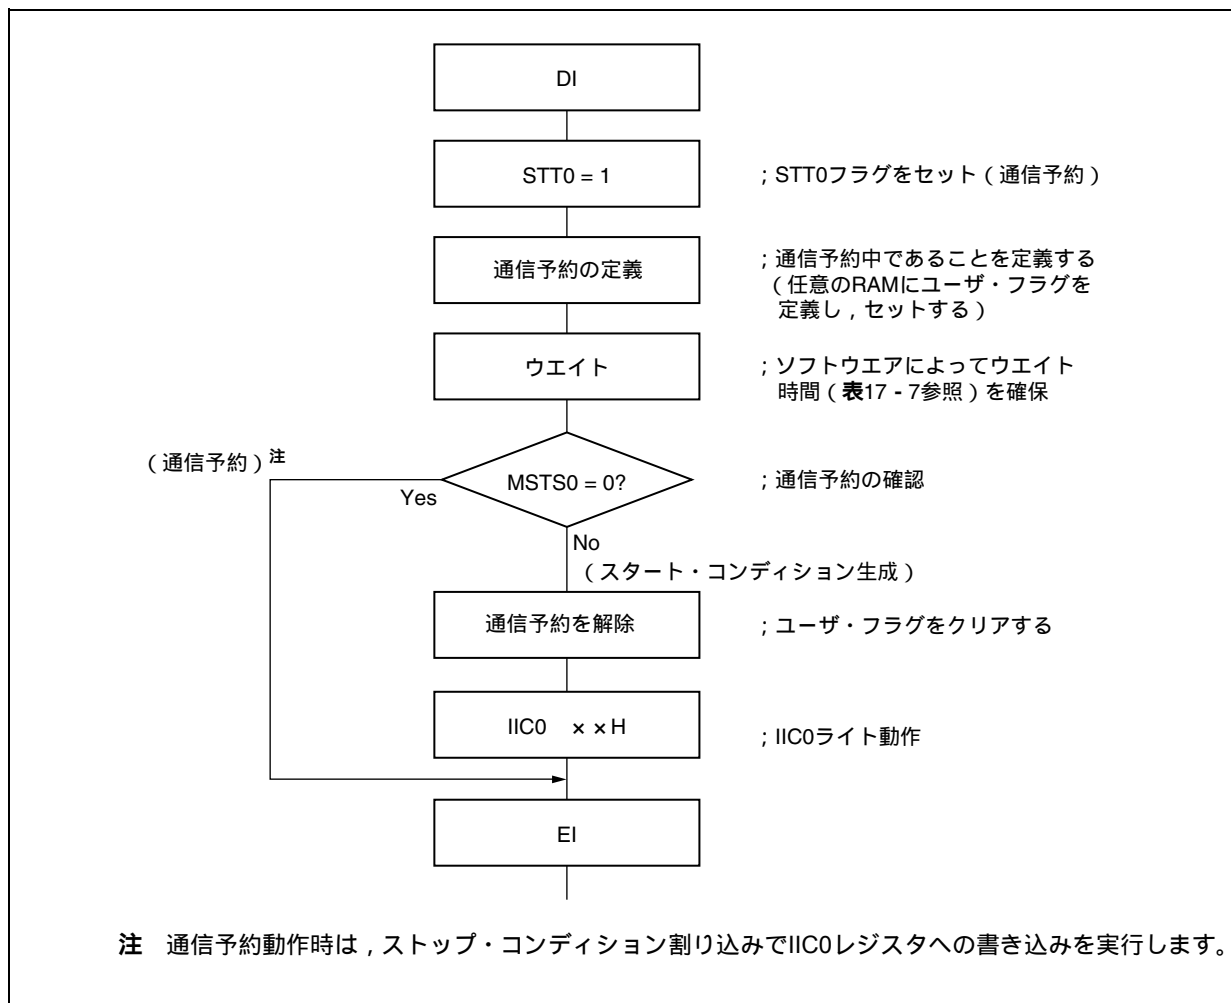 DI
STT0 = 1
；STT0フラグをセット（通信予約）
通信予約の定義
；通信予約中であることを定義する
（任意のRAMにユーザ・フラグを
定義し，セットする）
ウエイト
；ソフトウエアによってウエイト
時間（表17 - 7参照）を確保
（通信予約）注
MSTS0 = 0?
；通信予約の確認
Yes
No
（スタート・コンディション生成）
通信予約を解除
；ユーザ・フラグをクリアする
IIC0　××H
；IIC0ライト動作
EI
注　通信予約動作時は，ストップ・コンディション割り込みでIIC0レジスタへの書き込みを実行します。